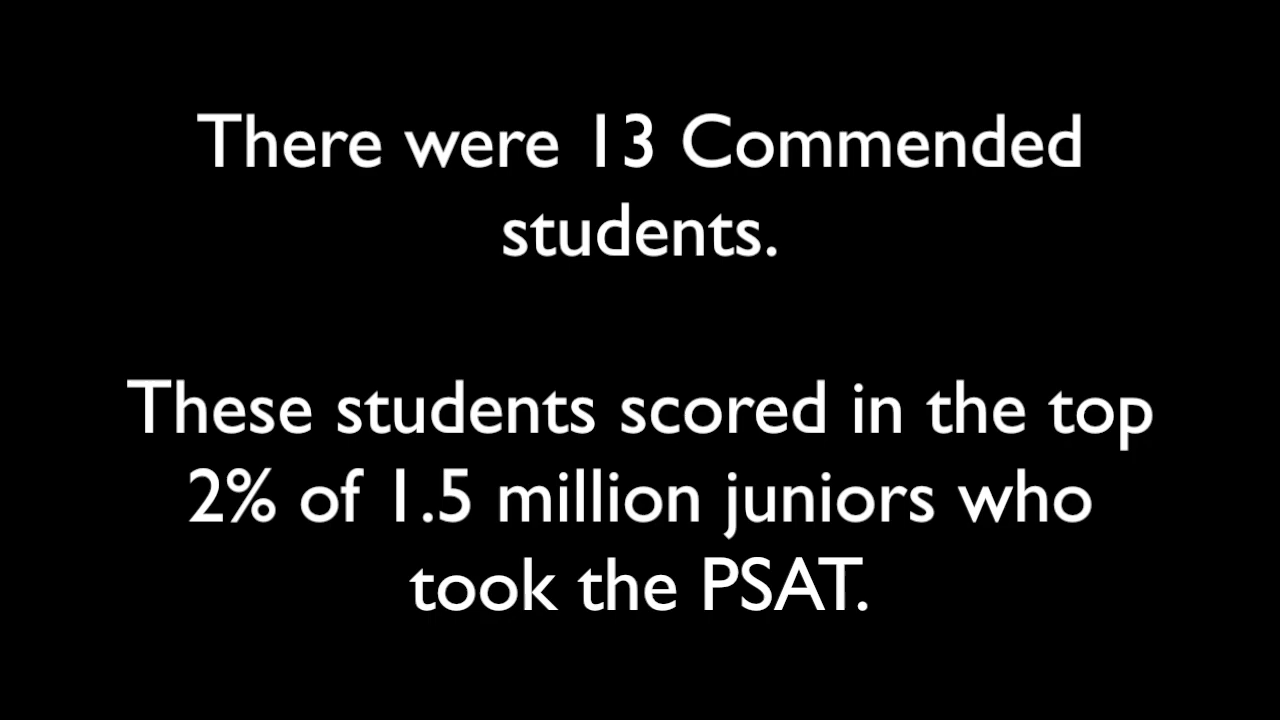 There were 13 Commended
students.
These students scored in the top
2% of 1.5 million juniors who
took the PSAT.